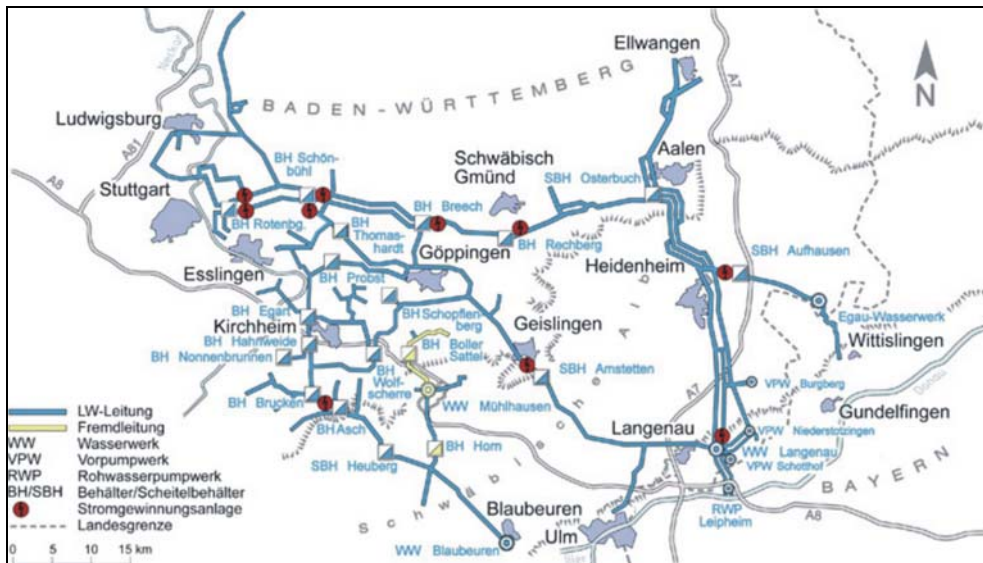 Ellwangen
A7
N
BADEN-WÜRTTEMBERG
Neckar
Ludwigsburg
A81
A8
BH Schön-
bühl
Schwäbisch
Gmünd
SBH Osterbuch
Aalen
Stuttgart
BH Rotenbg.
BH
Thomas-
hardt
BH Breech
Göppingen
BH Rechberg
Heidenheim
SBH Aufhausen
Esslingen
BH Probst
BH Egart
BH Schopflen-
berg
Geislingen
Egau-Wasserwerk
Kirchheim
BH Hahnweide
BH Nonnenbrunnen
BH Boller
Sattel
Wittislingen
BH
Wolf-
scherre
SBH Amstetten
A7
VPW Burgberg
Donau
BH Brucken
WW Mühlhausen
Gundelfingen
BH Asch
Langenau
VPW Niederstotzingen
BH Horn
WW Langenau
VPW Schotthof
SBH Heuberg
Schwäbische Alb
BAYERN
RWP
Leipheim
A8
Blaubeuren
Ulm
WW Blaubeuren
LW-Leitung
Fremdleitung
WW Wasserwerk
VPW Vorpumpwerk
RWP Rohwasserpumpwerk
BH/SBH Behälter/Scheitelbehälter
Stromgewinnungsanlage
Landesgrenze
0 5 10 15 km